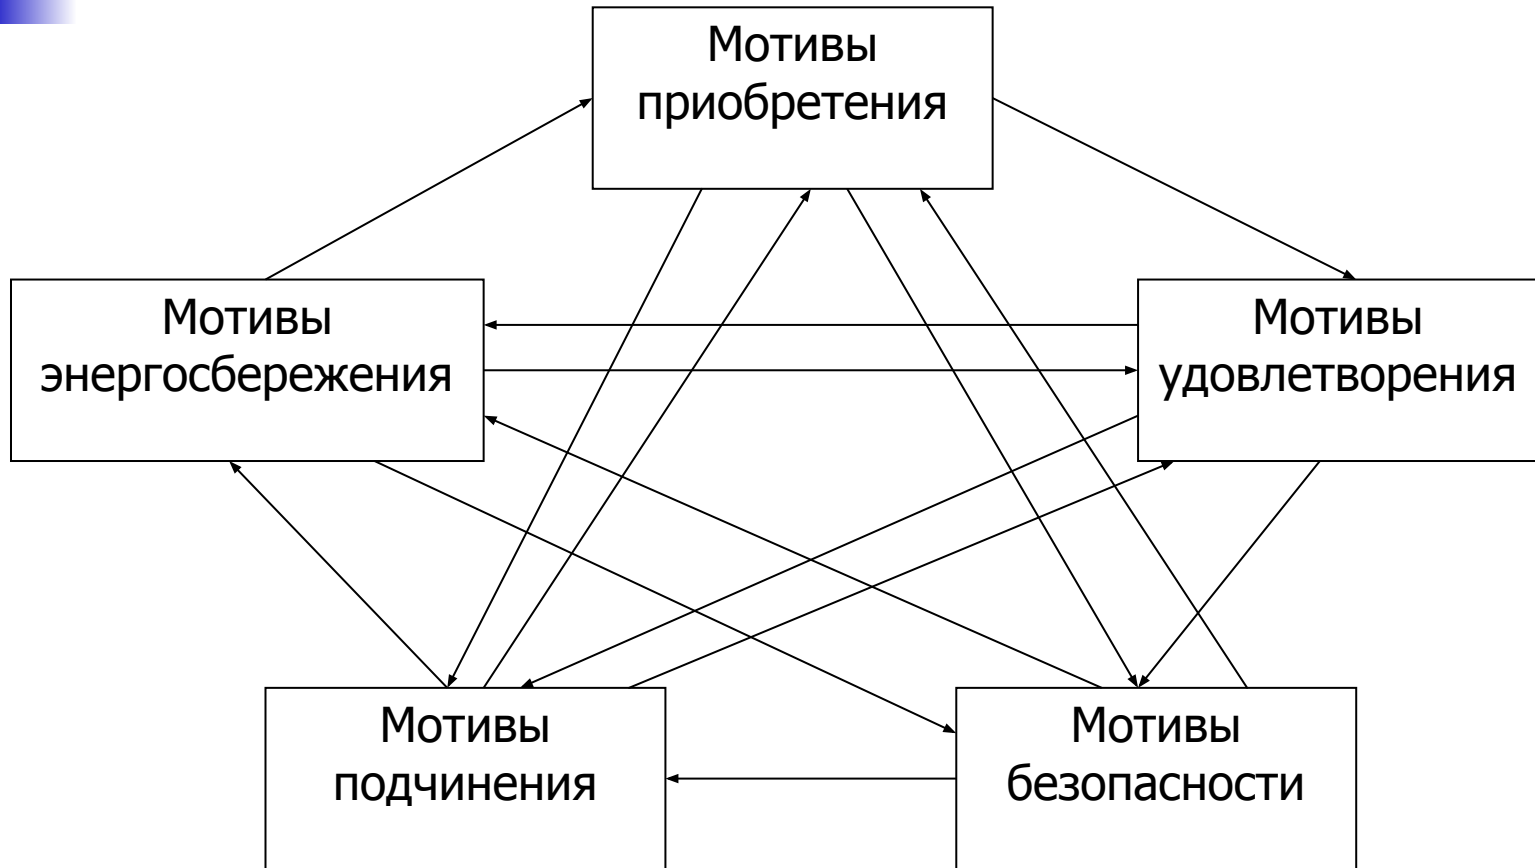 Мотивы
приобретения
Мотивы
энергосбережения
Мотивы
удовлетворения
Мотивы
подчинения
Мотивы
безопасности